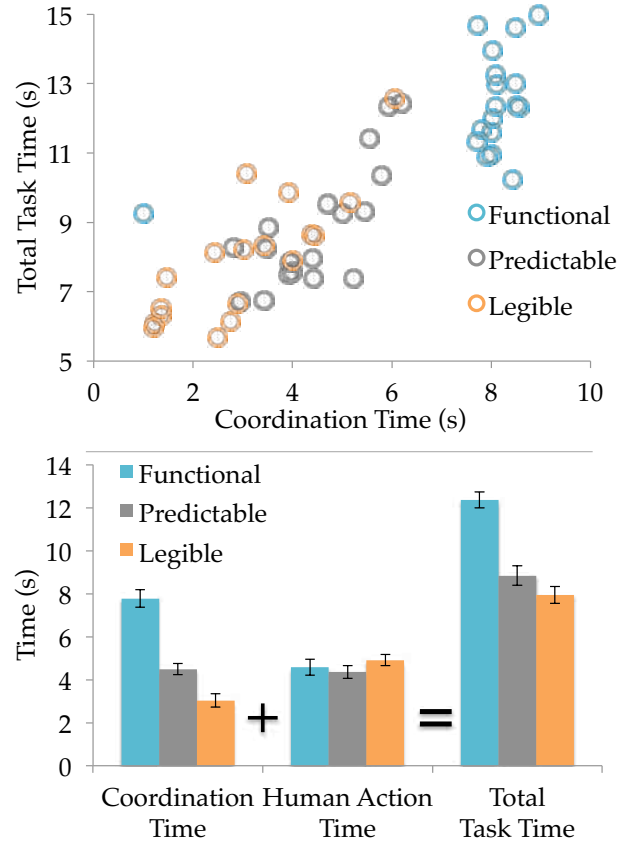 15
13
11
9
7
5
Total Task Time (s)
Functional
Predictable
Legible
0 2 4 6 8 10
Coordination Time (s)
14
12
10
8
6
4
2
0
Time (s)
Functional
Predictable
Legible
+ =
Coordination Human Action Total
Time Time Task Time